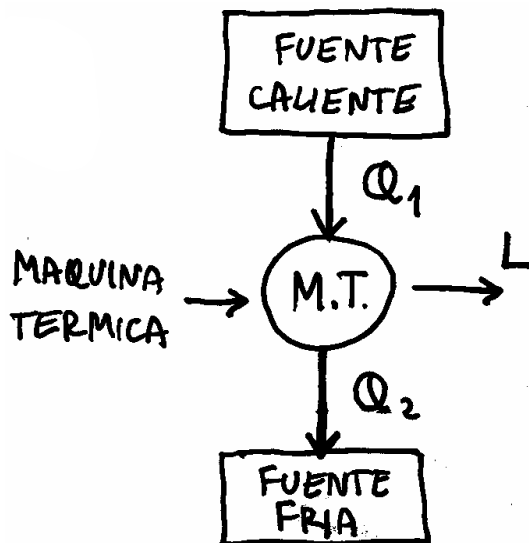 FUENTE
CALIENTE
Q1
MAQUINA
TERMICA
M.T.
L
Q2
FUENTE
FRIA